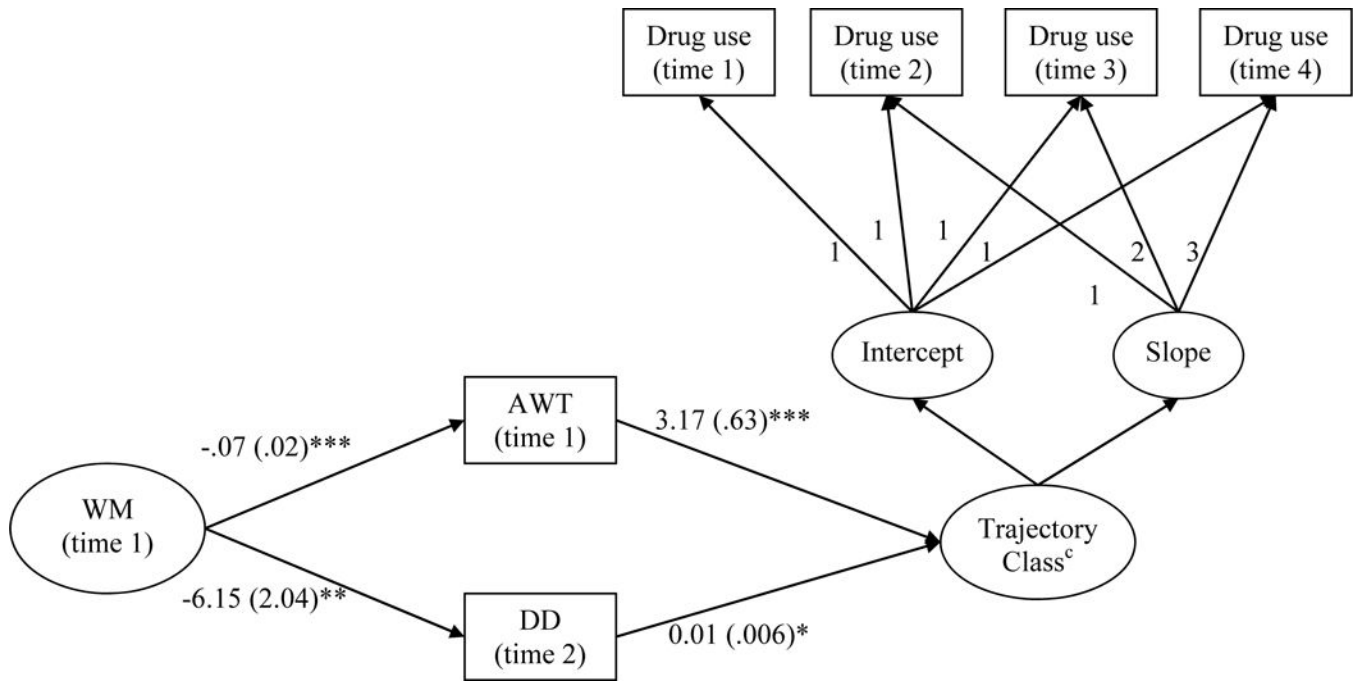 Drug use
(time 1)
Drug use
(time 2)
Drug use
(time 3)
Drug use
(time 4)
1
1
1
1
2
3
1
Intercept
Slope
AWT
(time 1)
-.07 (.02)***
3.17 (.63)***
WM
(time 1)
Trajectory
Class^c
-6.15 (2.04)**
DD
(time 2)
0.01 (.006)*